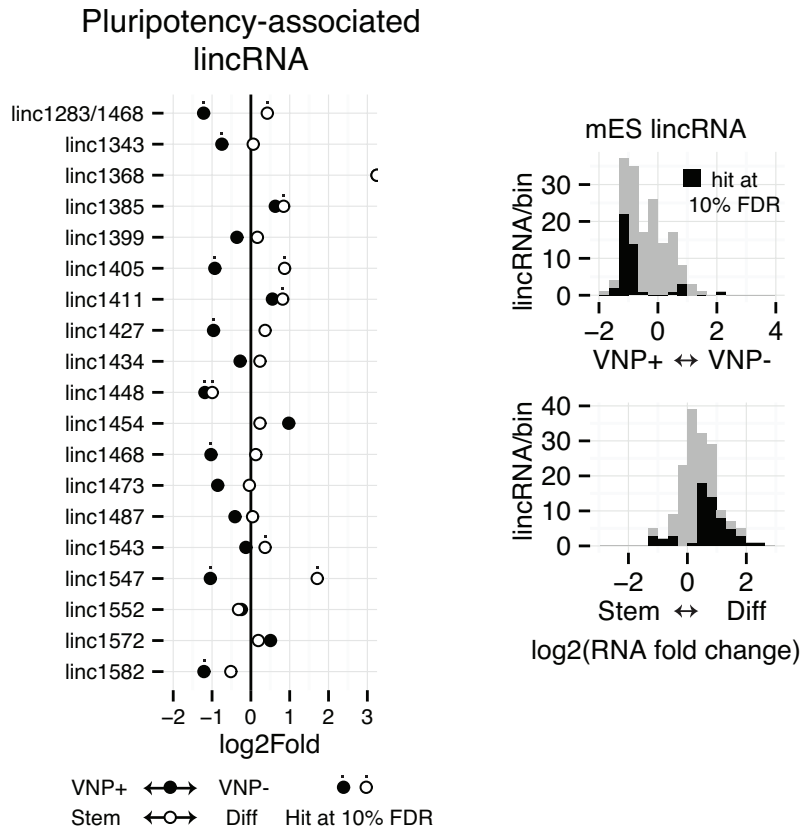 Pluripotency-associated
lincRNA
linc1283/1468
linc1343
linc1368
linc1385
linc1399
linc1405
linc1411
linc1427
linc1434
linc1448
linc1454
linc1468
linc1473
linc1487
linc1543
linc1547
linc1552
linc1572
linc1582
−2 −1 0 1 2 3
log2Fold
VNP+ ↔ VNP-
Stem ↔ Diff Hit at 10% FDR
mES lincRNA
lincRNA/bin
30
20
10
0
hit at
10% FDR
−2 0 2 4
VNP+ ↔ VNP-
lincRNA/bin
40
30
20
10
0
−2 0 2
Stem ↔ Diff
log2(RNA fold change)